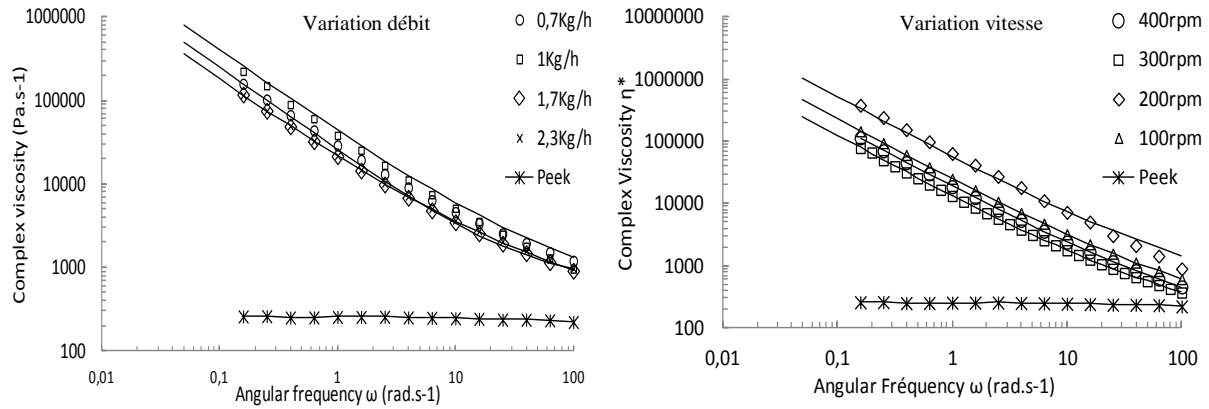 Variation débit
0,7Kg/h
1Kg/h
1,7Kg/h
2,3Kg/h
Peek
Complex viscosity (Pa.s-1)
1000000
100000
10000
1000
100
0,01
0,1
1
10
100
Angular frequency ω (rad.s-1)
Variation vitesse
400rpm
300rpm
200rpm
100rpm
Peek
Complex Viscosity η*
10000000
1000000
100000
10000
1000
100
0,01
0,1
1
10
100
Angular Fréquency ω (rad.s-1)